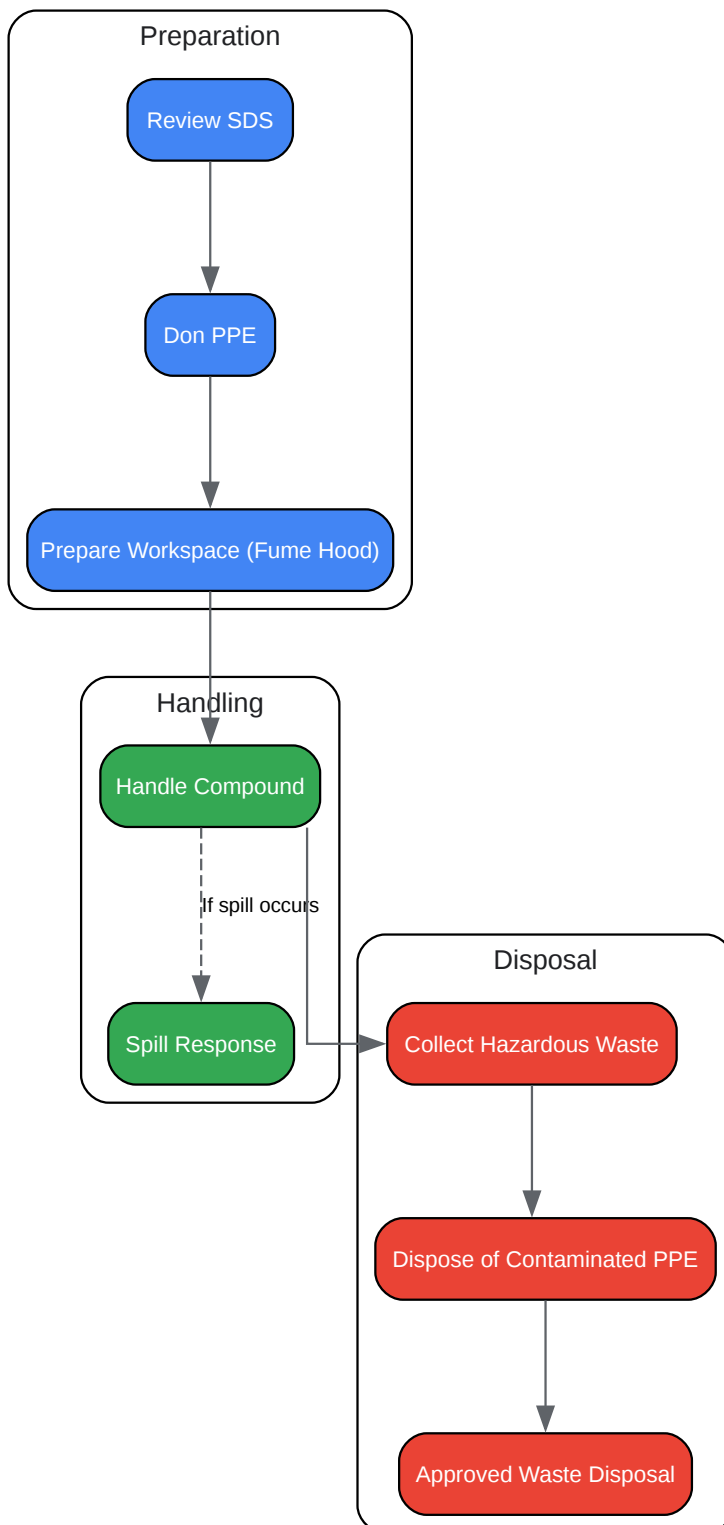 Preparation
Review SDS
Don PPE
Prepare Workspace (Fume Hood)
Handling
Handle Compound
If spill occurs
Spill Response
Disposal
Collect Hazardous Waste
Dispose of Contaminated PPE
Approved Waste Disposal